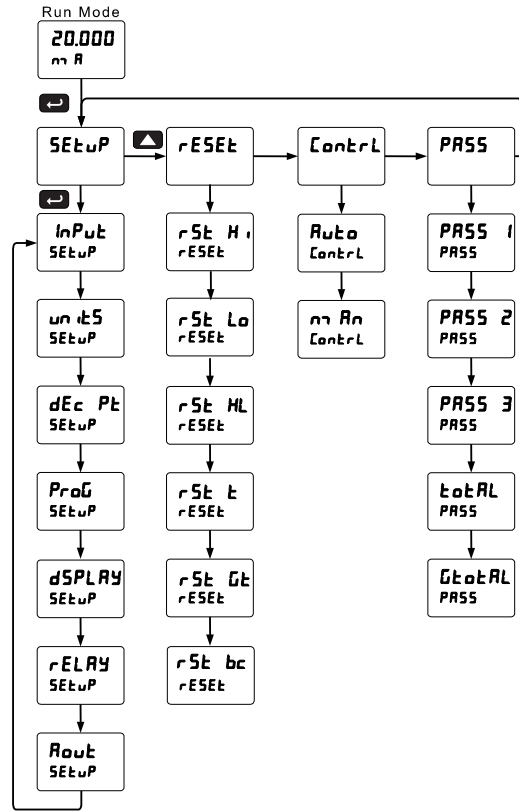 Run Mode
20.000
mA
SEtuP
rESEt
ContrL
PASS
InPut
SEtuP
rSt Hi
rESEt
Auto
ContrL
PASS 1
PASS
unitS
SEtuP
rSt Lo
rESEt
mAn
ContrL
PASS 2
PASS
dEc Pt
SEtuP
rSt HL
rESEt
PASS 3
PASS
ProG
SEtuP
rSt t
rESEt
totAL
PASS
dSPLAY
SEtuP
rSt Gt
rESEt
GtotAL
PASS
rELAY
SEtuP
rSt bc
rESEt
Aout
SEtuP